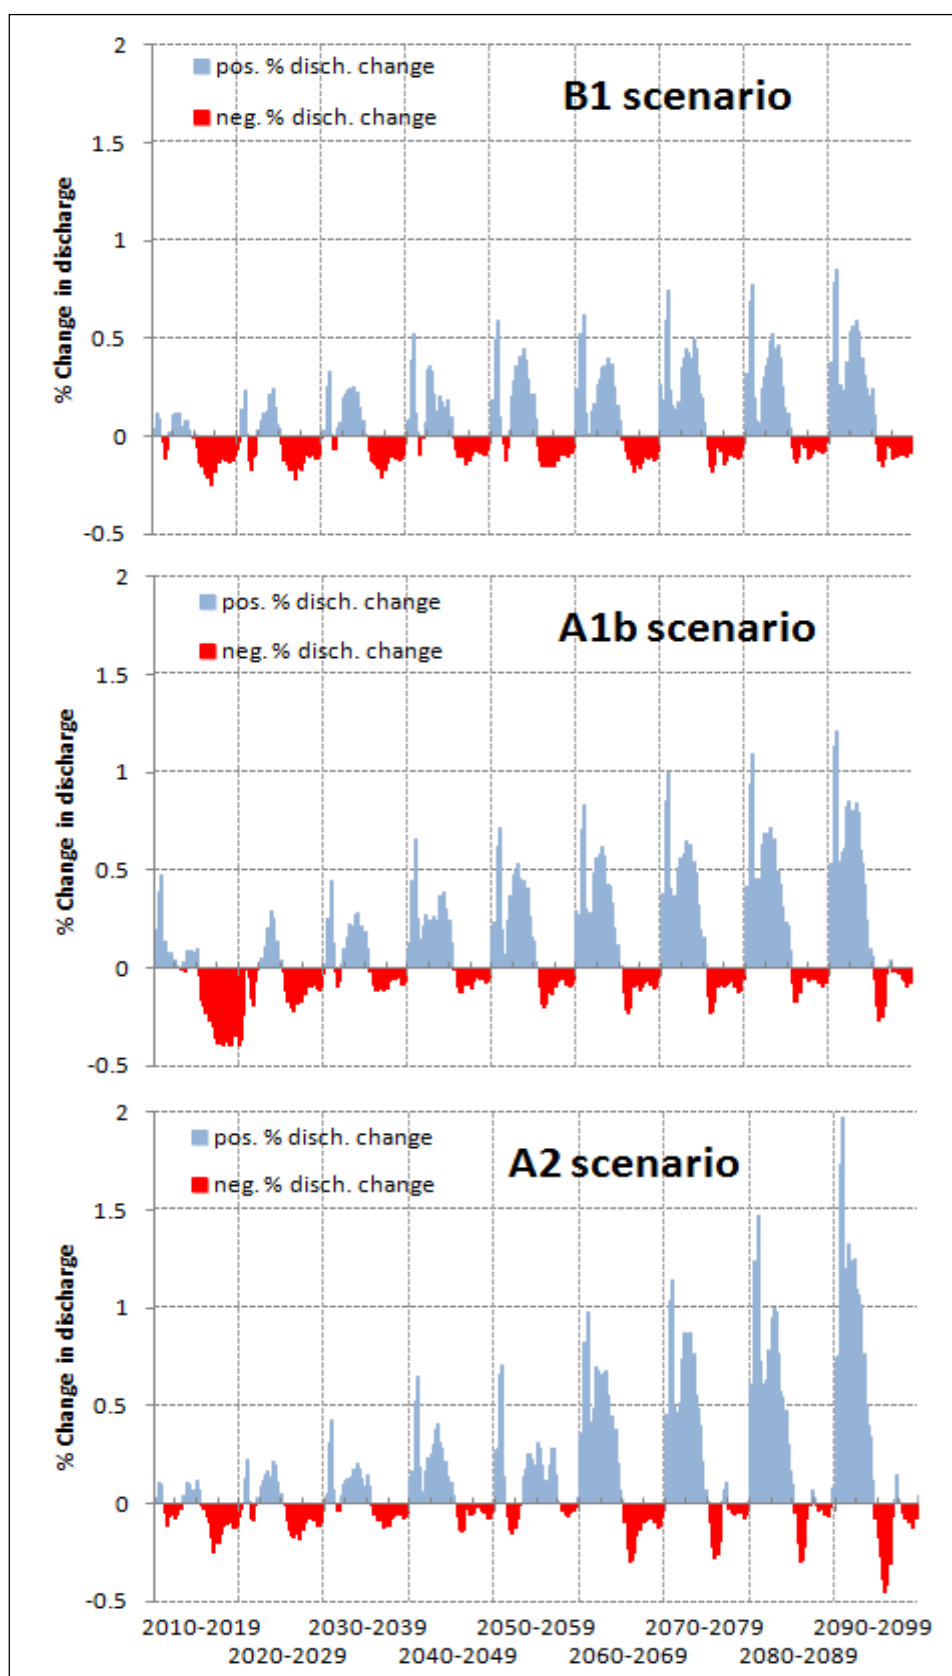 2
pos. % disch. change
B1 scenario
neg. % disch. change
1.5
1
% Change in discharge
0.5
0
-0.5
2
pos. % disch. change
A1b scenario
neg. % disch. change
1.5
1
% Change in discharge
0.5
0
-0.5
2
pos. % disch. change
A2 scenario
neg. % disch. change
1.5
1
% Change in discharge
0.5
0
-0.5
2010-2019 2030-2039 2050-2059 2070-2079 2090-2099
2020-2029 2040-2049 2060-2069 2080-2089